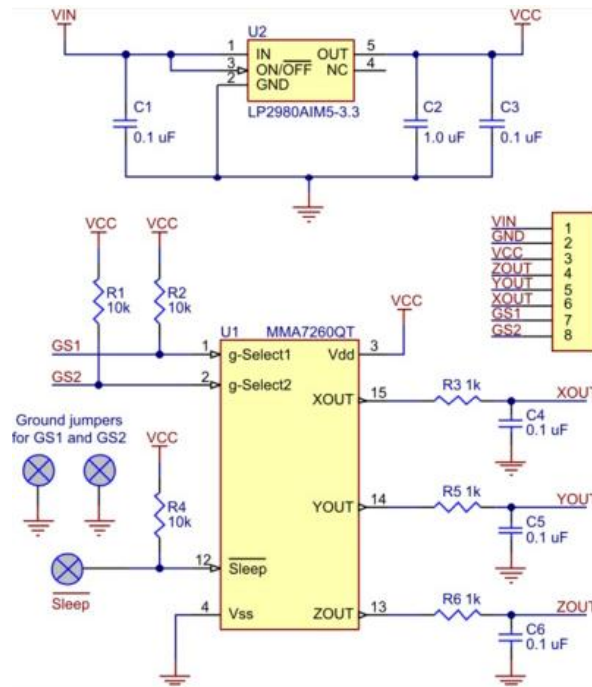 VIN
VCC
U2
1 IN OUT 5
3 ON/OFF NC 4
2 GND
LP2980AIM5-3.3
C1
0.1 uF
C2
1.0 uF
C3
0.1 uF
VCC
VCC
R1
10k
R2
10k
VIN 1
GND 2
VCC 3
ZOUT 4
YOUT 5
XOUT 6
GS1 7
GS2 8
VCC
U1 MMA7260QT
GS1 1 g-Select1 Vdd 3
GS2 2 g-Select2
XOUT 15 R3 1k XOUT
C4
0.1 uF
Ground jumpers
for GS1 and GS2
VCC
R4
10k
YOUT 14 R5 1k YOUT
C5
0.1 uF
12 Sleep
Sleep
4 Vss ZOUT 13 R6 1k ZOUT
C6
0.1 uF